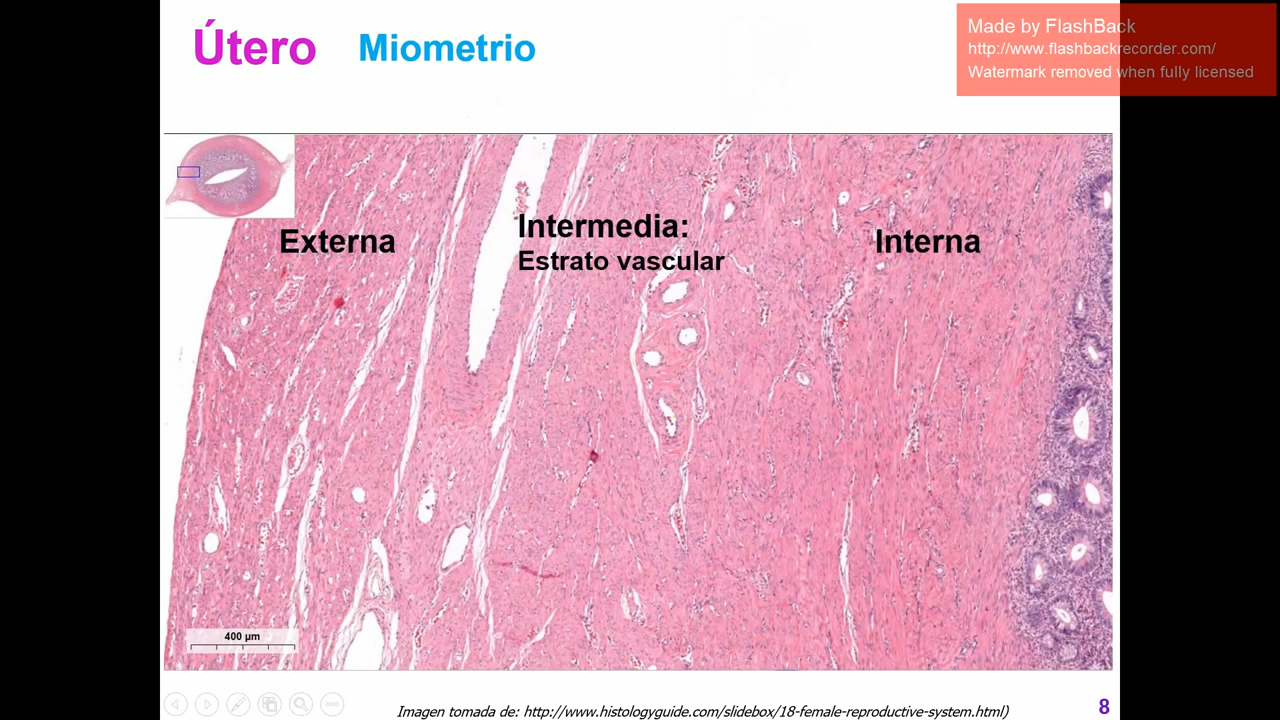 Útero Miometrio
Made by FlashBack
http://www.flashbackrecorder.com/
Watermark removed when fully licensed
Externa
Intermedia:
Estrato vascular
Interna
400 µm
Imagen tomada de: http://www.histologyguide.com/slidebox/18-female-reproductive-system.html)
8